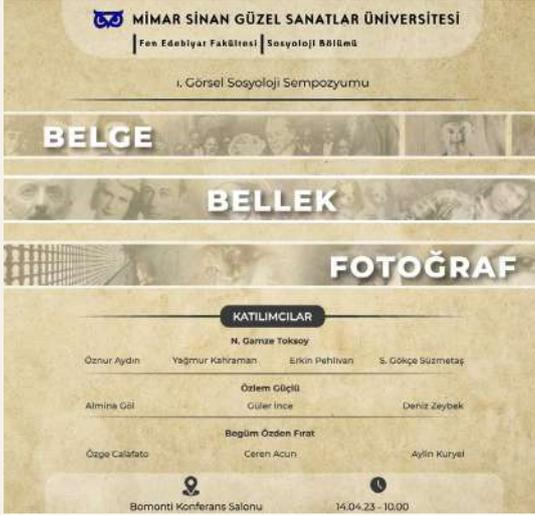 MİMAR SİNAN GÜZEL SANATLAR ÜNİVERSİTESİ
Fen Edebiyat Fakültesi Sosyoloji Bölümü
1. Görsel Sosyoloji Sempozyumu
BELGE
BELLEK
FOTOĞRAF
KATILIMCILAR
N. Gamze Toksoy
Öznur Aydın Yağmur Kahraman Erkin Pehlivan S. Gökçe Süzmetaş
Özlem Güçlü
Almina Göl Güler İnce Deniz Zeybek
Begüm Özden Fırat
Özge Calafato Ceren Acun Aylin Kuryel
Bomonti Konferans Salonu 14.04.23 - 10.00